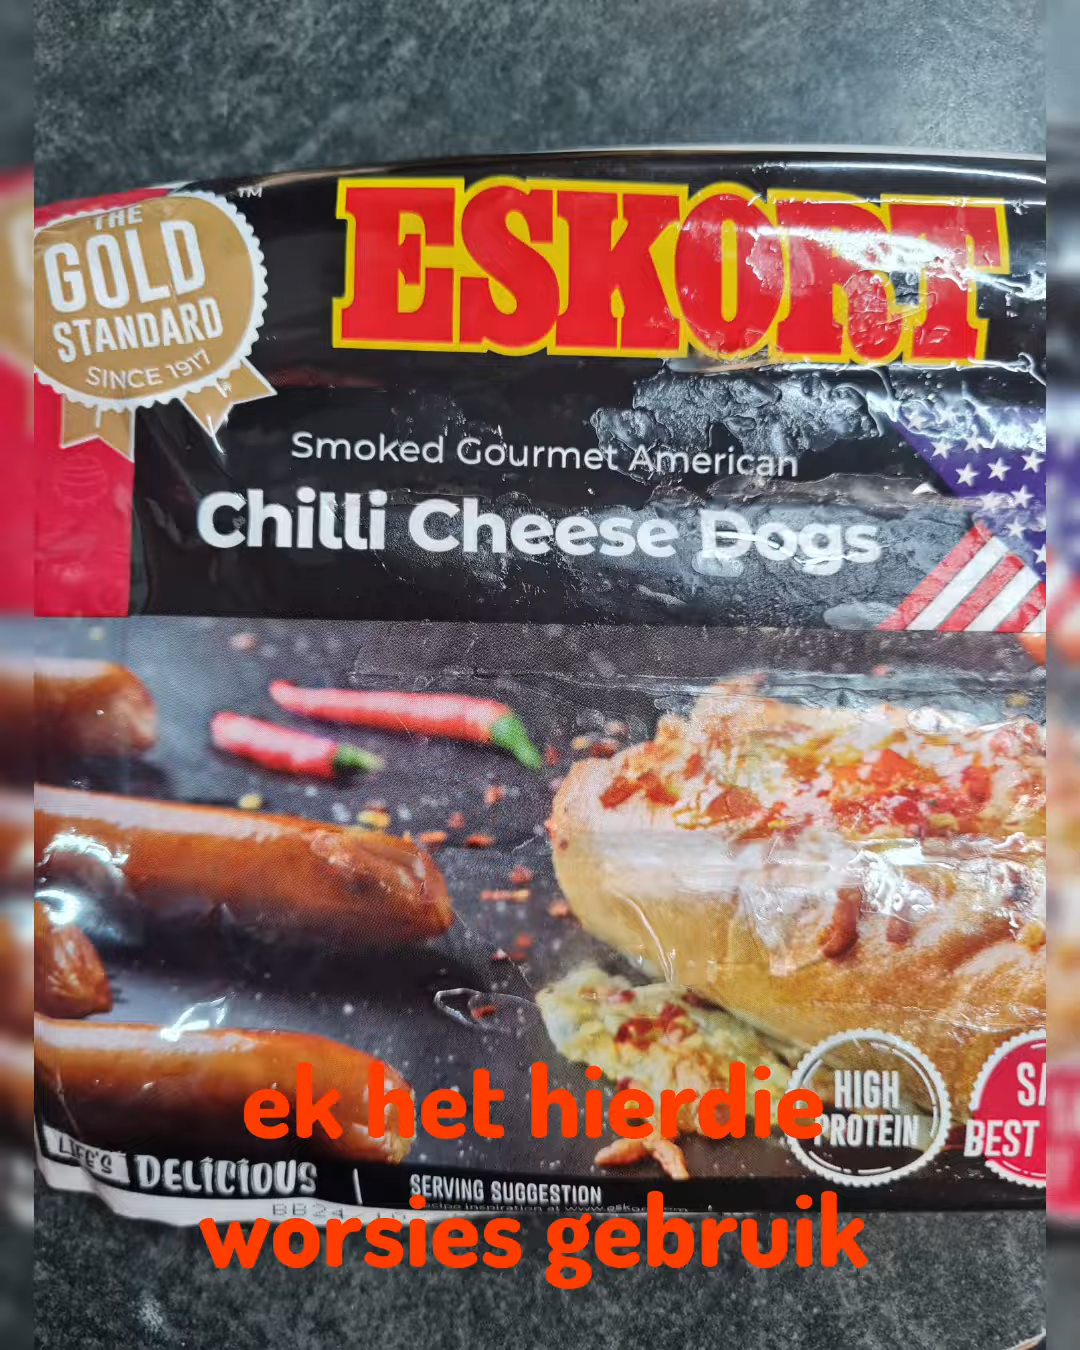 THE
GOLD
STANDARD
SINCE 1917
™
ESKORT
Smoked Gourmet American
Chilli Cheese Dogs
HIGH
PROTEIN
BEST
LIFE'S DELICIOUS
SERVING SUGGESTION
ek het hierdie
worsies gebruik